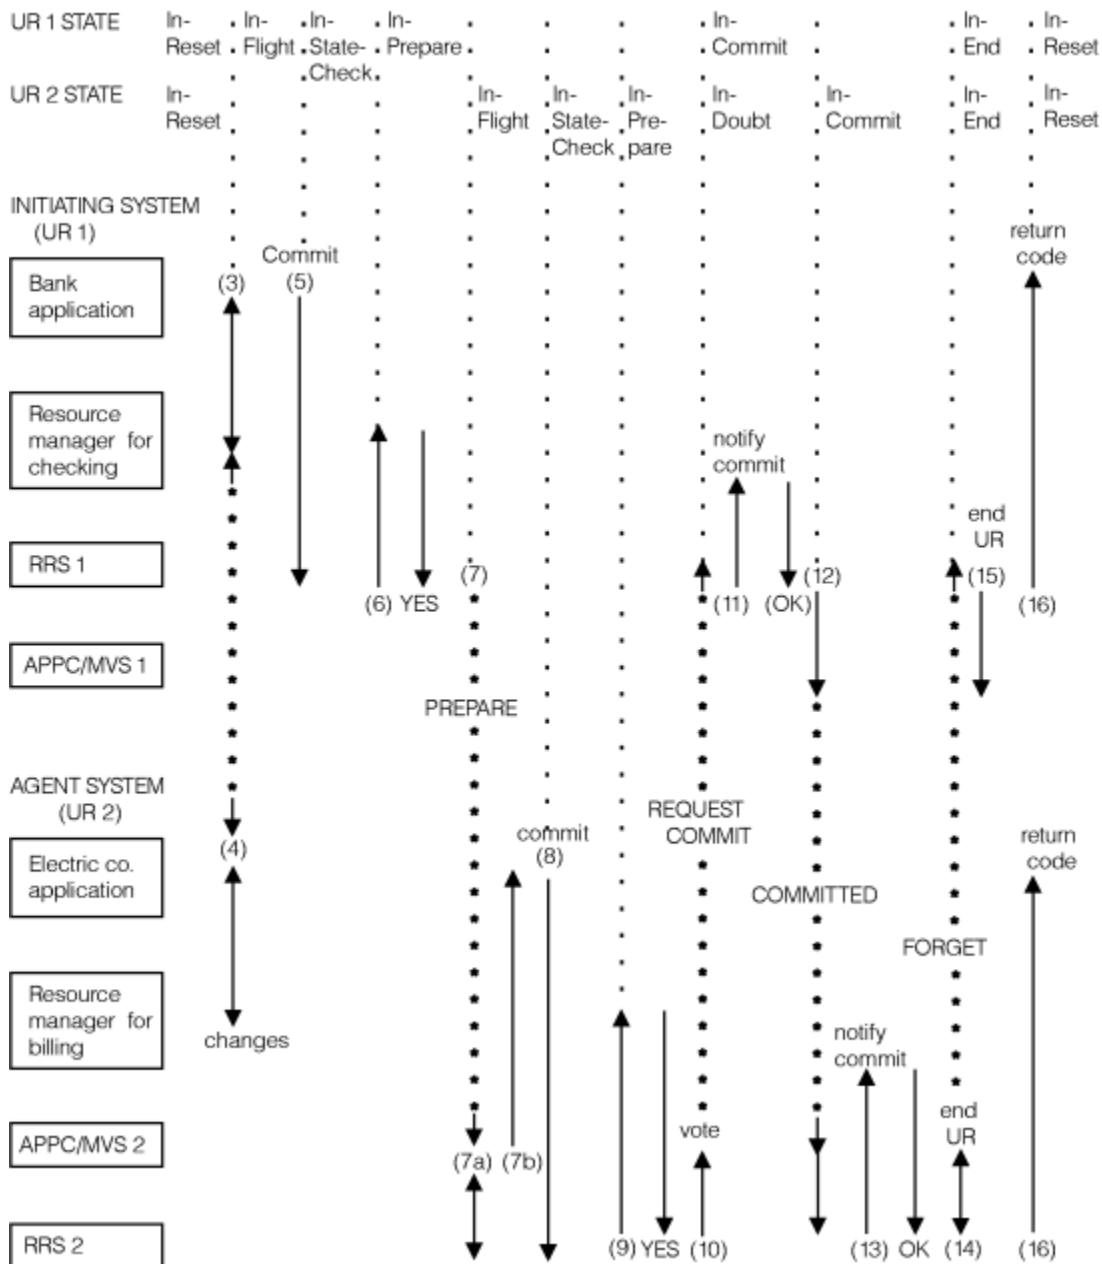 UR 1 STATE In- In- In- In- In- In- In-
Reset Flight State- Prepare Commit End Reset
Check
UR 2 STATE In- In- In- In- In- In- In- In-
Reset Flight State- Pre- Doubt Commit End Reset
Check pare
INITIATING SYSTEM
(UR 1)
return
code
Commit
(3) (5)
Bank
application
Resource
manager for
checking
notify
commit
end
UR
RRS 1
(7) (12) (15)
(6) YES (11) (OK) (16)
APPC/MVS 1
PREPARE
AGENT SYSTEM
(UR 2)
REQUEST
COMMIT
commit
(4) (8)
return
code
Electric co.
application
COMMITTED
FORGET
Resource
manager for
billing
changes
notify
commit
end
UR
vote
APPC/MVS 2
(7a) (7b)
RRS 2
(9) YES (10) (13) OK (14) (16)